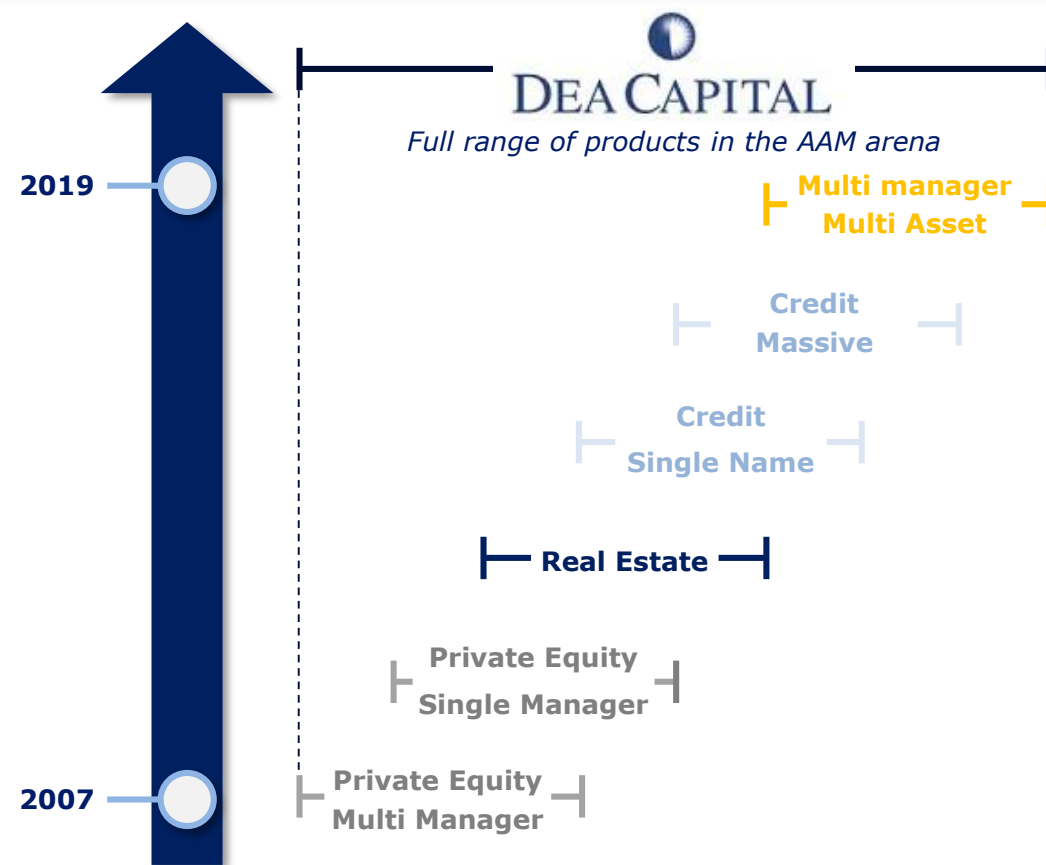 DEA CAPITAL
Full range of products in the AAM arena
2019
Multi manager
Multi Asset
Credit
Massive
Credit
Single Name
Real Estate
Private Equity
Single Manager
2007
Private Equity
Multi Manager